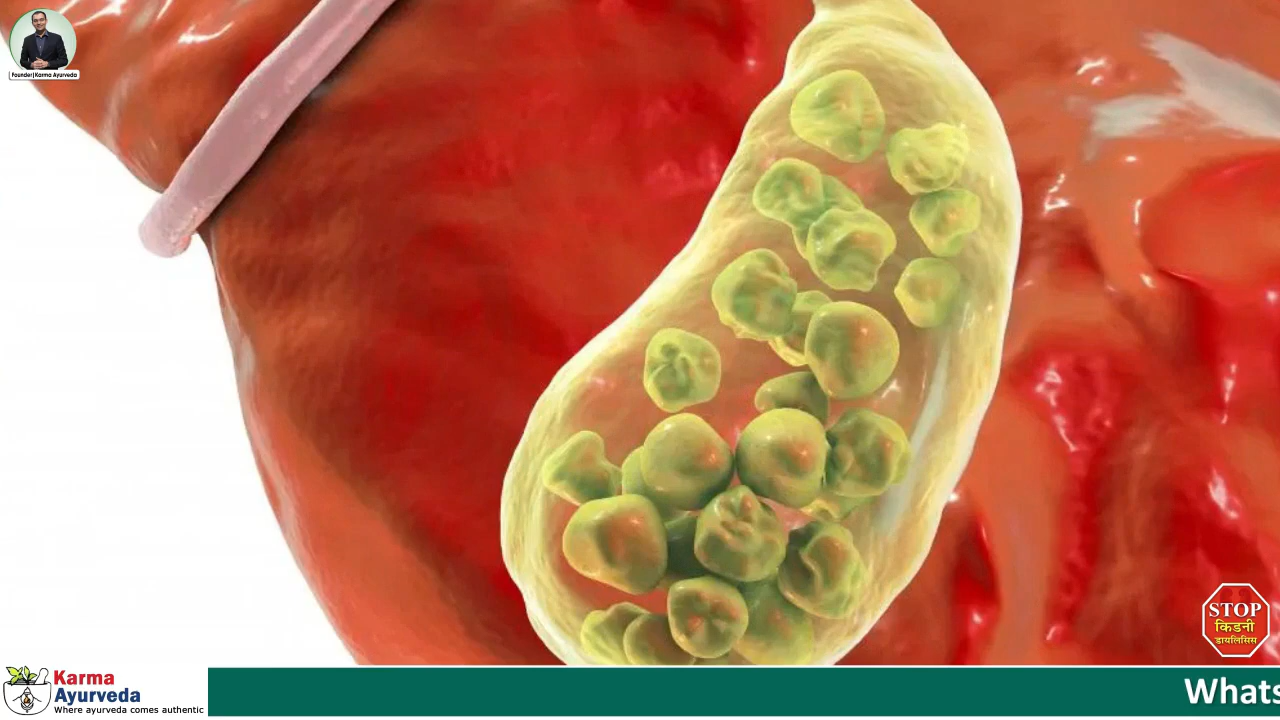 Founder|Karma Ayurveda
STOP
किडनी
डायलिसिस
Karma
Ayurveda
Where ayurveda comes authentic
Whats